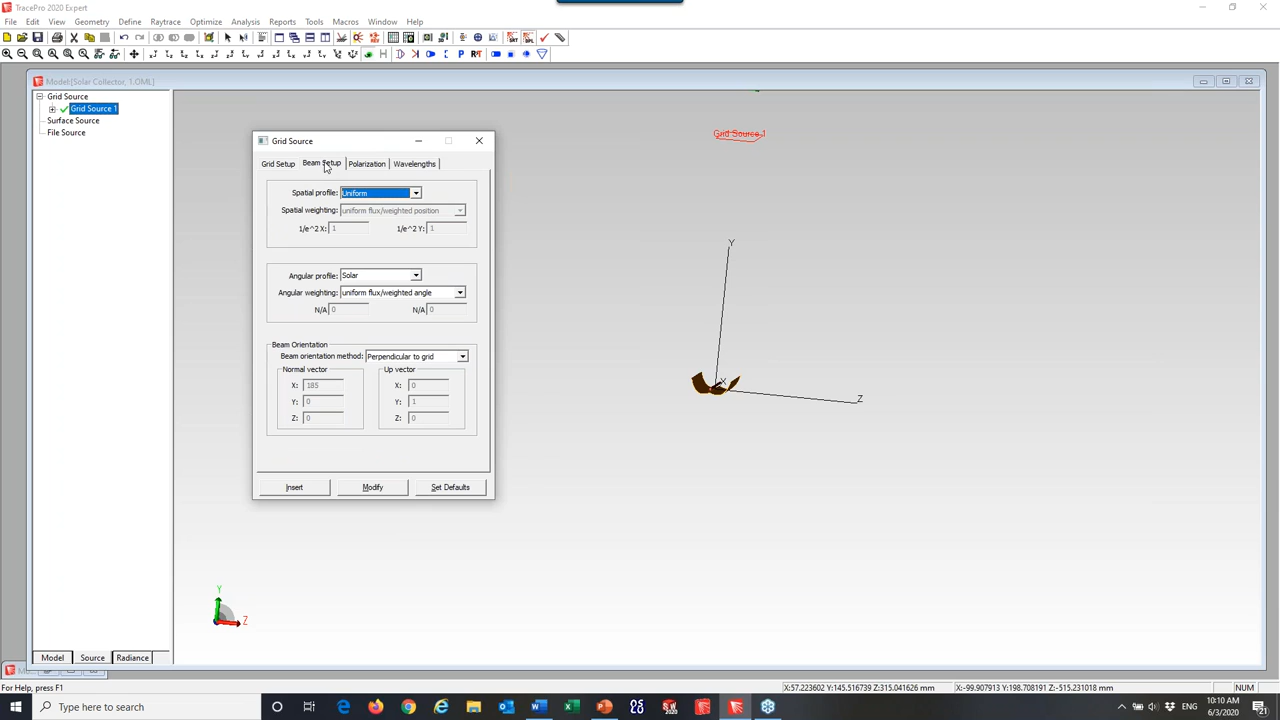 TracePro 2020 Expert
File Edit View Geometry Define Raytrace Optimize Analysis Reports Tools Macros Window Help
Model:[Solar Collector_1.OML]
Grid Source
Grid Source 1
Surface Source
File Source
Grid Source 1
Grid Source
Grid Setup Beam Setup Polarization Wavelengths
Spatial profile: Uniform
Spatial weighting: uniform flux/weighted position
1/e^2 X: 1 1/e^2 Y: 1
Angular profile: Solar
Angular weighting: uniform flux/weighted angle
N/A 0 N/A 0
Beam Orientation
Beam orientation method: Perpendicular to grid
Normal vector Up vector
X: 185 X: 0
Y: 0 Y: 1
Z: 0 Z: 0
Insert Modify Set Defaults
Y
X
Z
Y
Z
Model Source Radiance
For Help, press F1 X:57.223602 Y:145.516739 Z:315.041626 mm X:-99.907913 Y:198.708191 Z:-515.231018 mm NUM
Type here to search
10:10 AM
6/3/2020